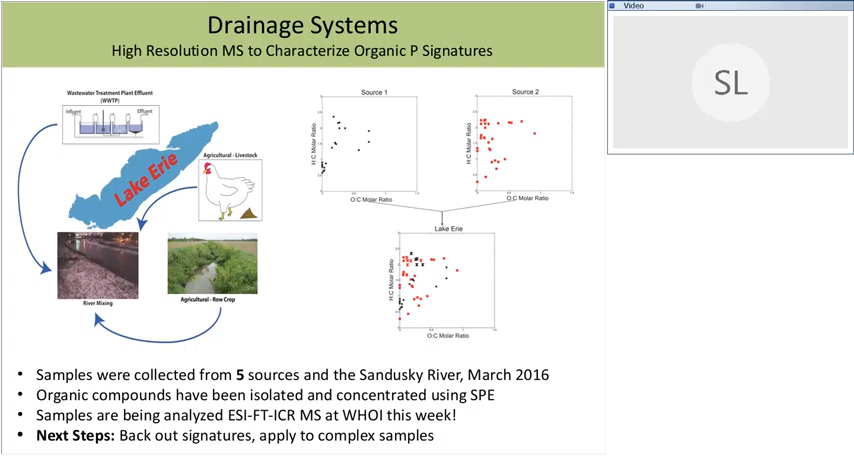 Drainage Systems
High Resolution MS to Characterize Organic P Signatures
Video
SL
Wastewater Treatment Plant Effluent
(WWTP)
Influent
Effluent
Lake Erie
Agricultural - Livestock
River Mixing
Agricultural - Row Crop
Source 1
H:C Molar Ratio
O:C Molar Ratio
Source 2
H:C Molar Ratio
O:C Molar Ratio
Lake Erie
H:C Molar Ratio
O:C Molar Ratio
• Samples were collected from 5 sources and the Sandusky River, March 2016
• Organic compounds have been isolated and concentrated using SPE
• Samples are being analyzed ESI-FT-ICR MS at WHOI this week!
• Next Steps: Back out signatures, apply to complex samples